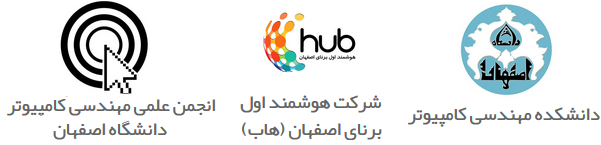 دانشگاه
اصفهان
دانشکده مهندسی کامپیوتر
hub
هوشمند اول برنای اصفهان
شرکت هوشمند اول
برنای اصفهان (هاب)
انجمن علمی مهندسی کامپیوتر
دانشگاه اصفهان